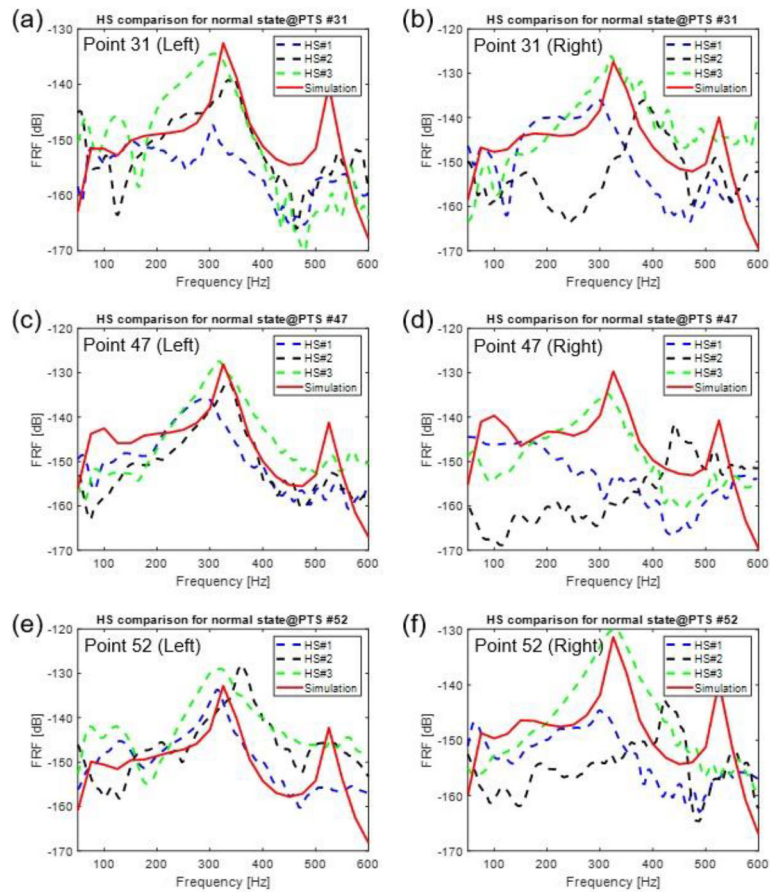 (a)
HS comparison for normal state@PTS #31
Point 31 (Left)
HS#1
HS#2
HS#3
Simulation
FRF [dB]
-130
-140
-150
-160
-170
100 200 300 400 500 600
Frequency [Hz]
(b)
HS comparison for normal state@PTS #31
Point 31 (Right)
HS#1
HS#2
HS#3
Simulation
FRF [dB]
-120
-130
-140
-150
-160
-170
100 200 300 400 500 600
Frequency [Hz]
(c)
HS comparison for normal state@PTS #47
Point 47 (Left)
HS#1
HS#2
HS#3
Simulation
FRF [dB]
-120
-130
-140
-150
-160
-170
100 200 300 400 500 600
Frequency [Hz]
(d)
HS comparison for normal state@PTS #47
Point 47 (Right)
HS#1
HS#2
HS#3
Simulation
FRF [dB]
-120
-130
-140
-150
-160
-170
100 200 300 400 500 600
Frequency [Hz]
(e)
HS comparison for normal state@PTS #52
Point 52 (Left)
HS#1
HS#2
HS#3
Simulation
FRF [dB]
-120
-130
-140
-150
-160
-170
100 200 300 400 500 600
Frequency [Hz]
(f)
HS comparison for normal state@PTS #52
Point 52 (Right)
HS#1
HS#2
HS#3
Simulation
FRF [dB]
-130
-140
-150
-160
-170
100 200 300 400 500 600
Frequency [Hz]